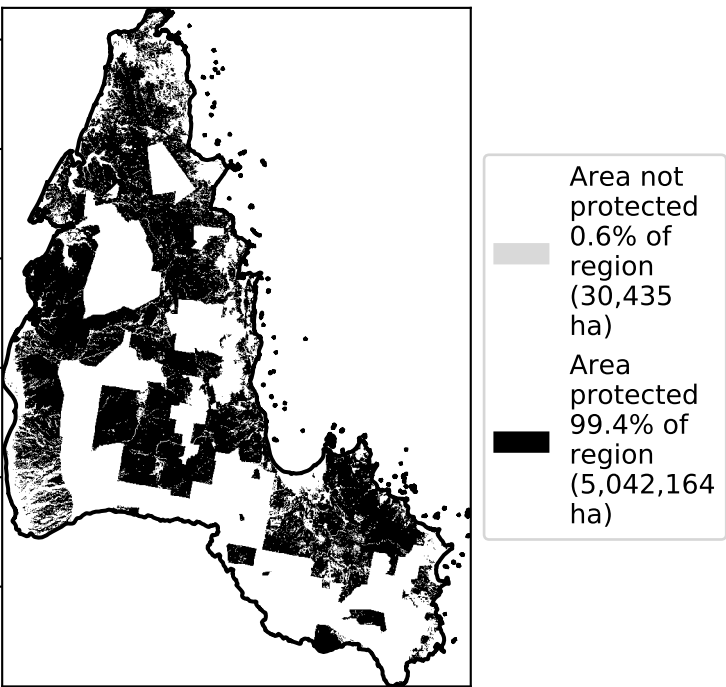 Area not
protected
0.6% of
region
(30,435
ha)
Area
protected
99.4% of
region
(5,042,164
ha)